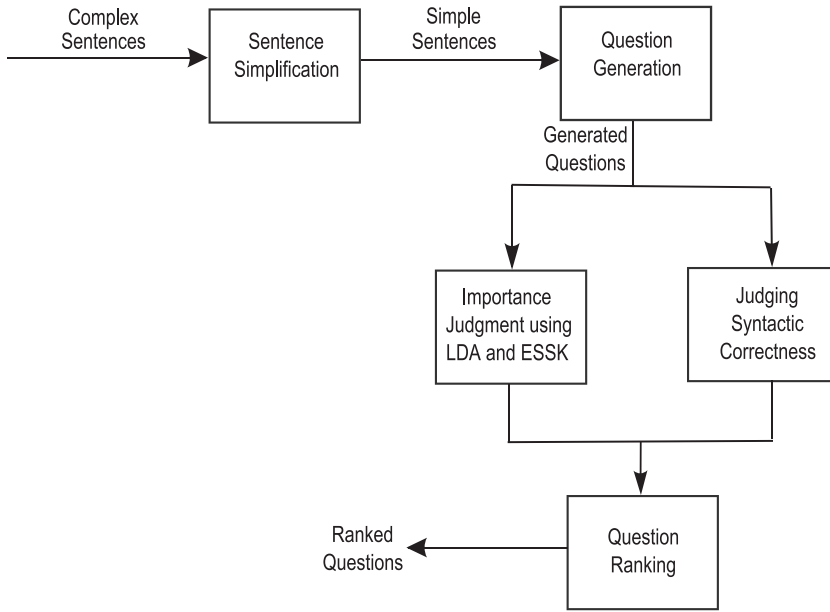 Complex
Sentences
Sentence
Simplification
Simple
Sentences
Question
Generation
Generated
Questions
Importance
Judgment using
LDA and ESSK
Judging
Syntactic
Correctness
Question
Ranking
Ranked
Questions